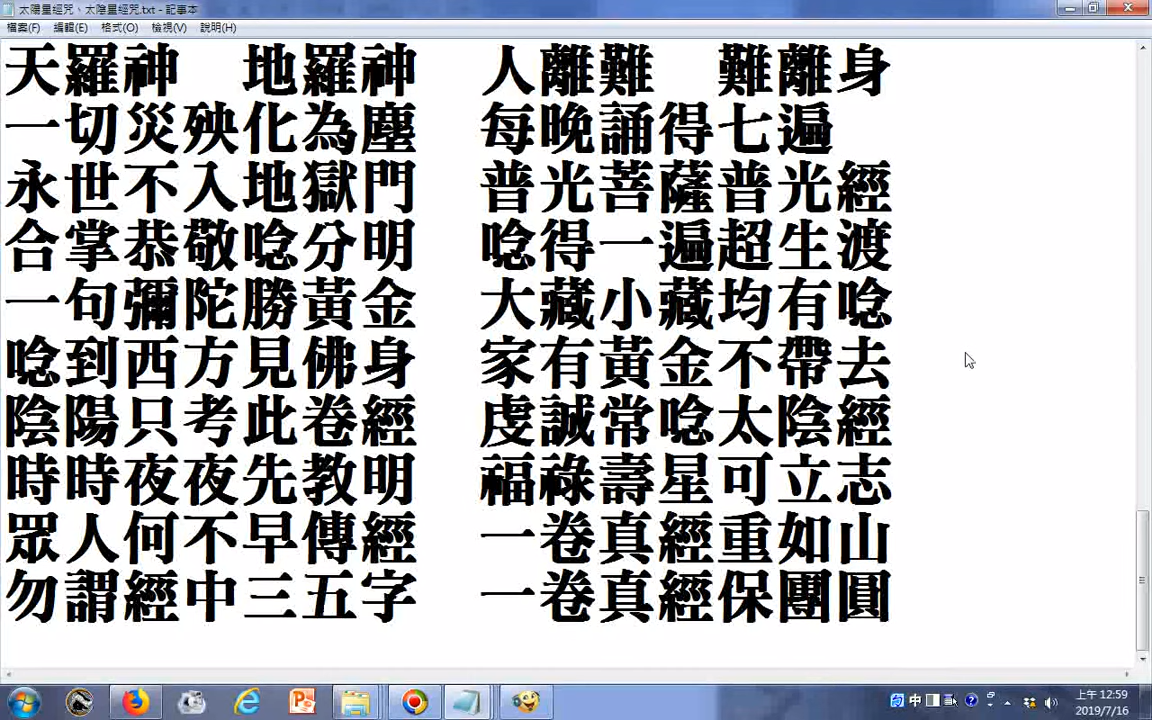 太陽星經咒、太陰星經咒.txt - 記事本
檔案(F) 編輯(E) 格式(O) 檢視(V) 說明(H)
天羅神　地羅神　人離難　難離身
一切災殃化為塵　每晚誦得七遍
永世不入地獄門　普光菩薩普光經
合掌恭敬唸分明　唸得一遍超生渡
一句彌陀勝黃金　大藏小藏均有唸
唸到西方見佛身　家有黃金不帶去
陰陽只考此卷經　虔誠常唸太陰經
時時夜夜先教明　福祿壽星可立志
眾人何不早傳經　一卷真經重如山
勿謂經中三五字　一卷真經保團圓
中
上午 12:59
2019/7/16